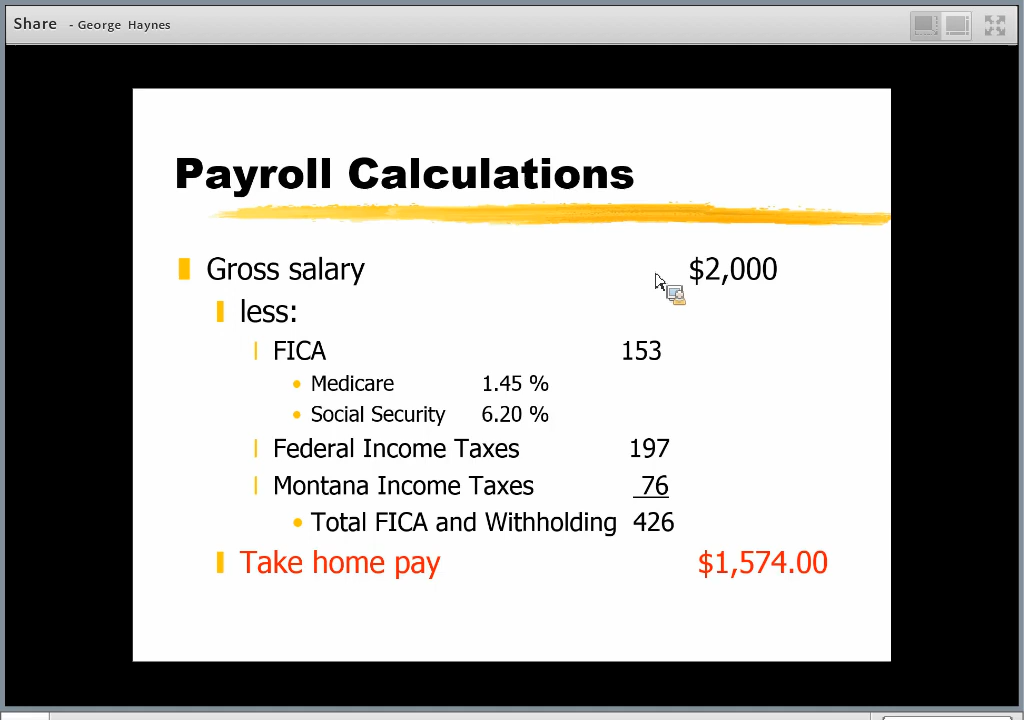 Share - George Haynes
Payroll Calculations
Gross salary $2,000
less:
FICA 153
Medicare 1.45 %
Social Security 6.20 %
Federal Income Taxes 197
Montana Income Taxes 76
Total FICA and Withholding 426
Take home pay $1,574.00